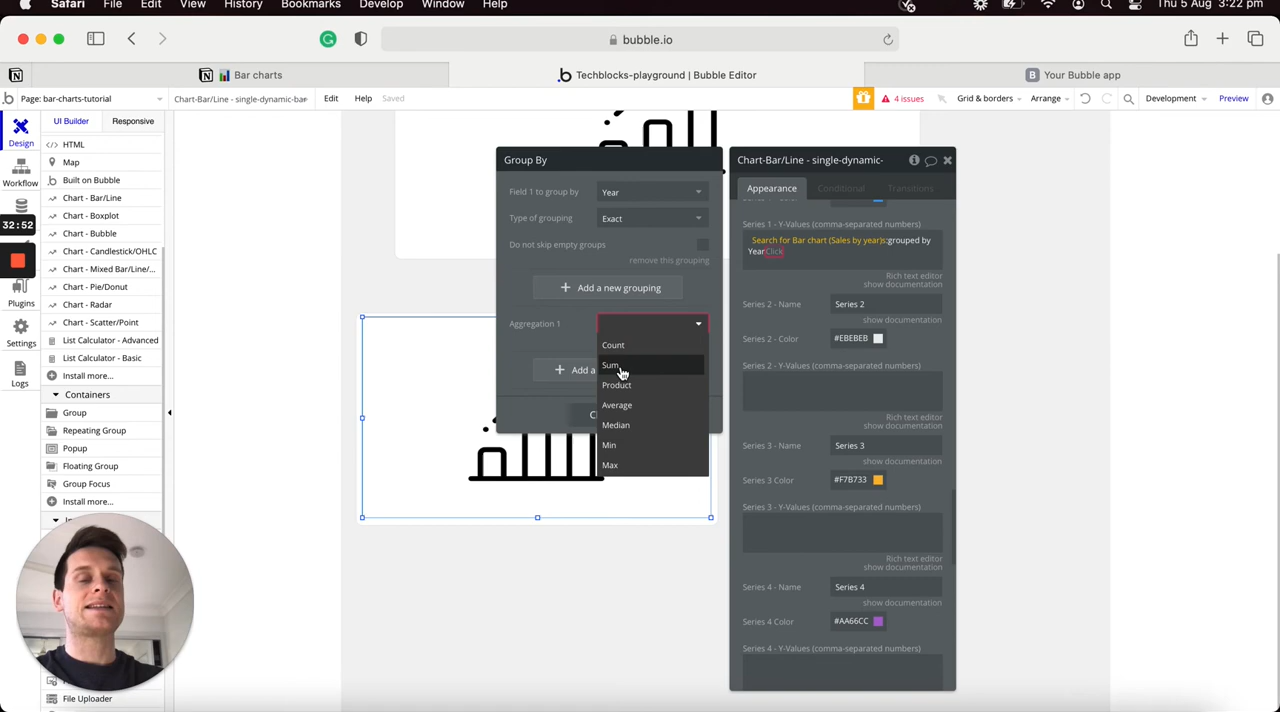 Safari File Edit View History Bookmarks Develop Window Help Thu 5 Aug 3:22 pm
bubble.io
Bar charts
Techblocks-playground | Bubble Editor
Your Bubble app
Page: bar-charts-tutorial
Chart-Bar/Line - single-dynamic-bar
Edit Help Saved
4 issues
Grid & borders
Arrange
Development
Preview
UI Builder
Responsive
Design
Workflow
32:52
Plugins
Settings
Logs
HTML
Map
Built on Bubble
Chart - Bar/Line
Chart - Boxplot
Chart - Bubble
Chart - Candlestick/OHLC
Chart - Mixed Bar/Line/...
Chart - Pie/Donut
Chart - Radar
Chart - Scatter/Point
List Calculator - Advanced
List Calculator - Basic
Install more...
Containers
Group
Repeating Group
Popup
Floating Group
Group Focus
Install more...
File Uploader
Group By
Field 1 to group by Year
Type of grouping Exact
Do not skip empty groups
remove this grouping
Add a new grouping
Aggregation 1
Count
Sum
Product
Average
Median
Min
Max
Add a
Chart-Bar/Line - single-dynamic-
Appearance Conditional Transitions
Series 1 - Y-Values (comma-separated numbers)
Search for Bar chart (Sales by year)s:grouped by
YearClick
Rich text editor
show documentation
Series 2 - Name Series 2
show documentation
Series 2 - Color #EBEBEB
Series 2 - Y-Values (comma-separated numbers)
Rich text editor
show documentation
Series 3 - Name Series 3
show documentation
Series 3 Color #F7B733
Series 3 - Y-Values (comma-separated numbers)
Rich text editor
show documentation
Series 4 - Name Series 4
show documentation
Series 4 Color #AA66CC
Series 4 - Y-Values (comma-separated numbers)